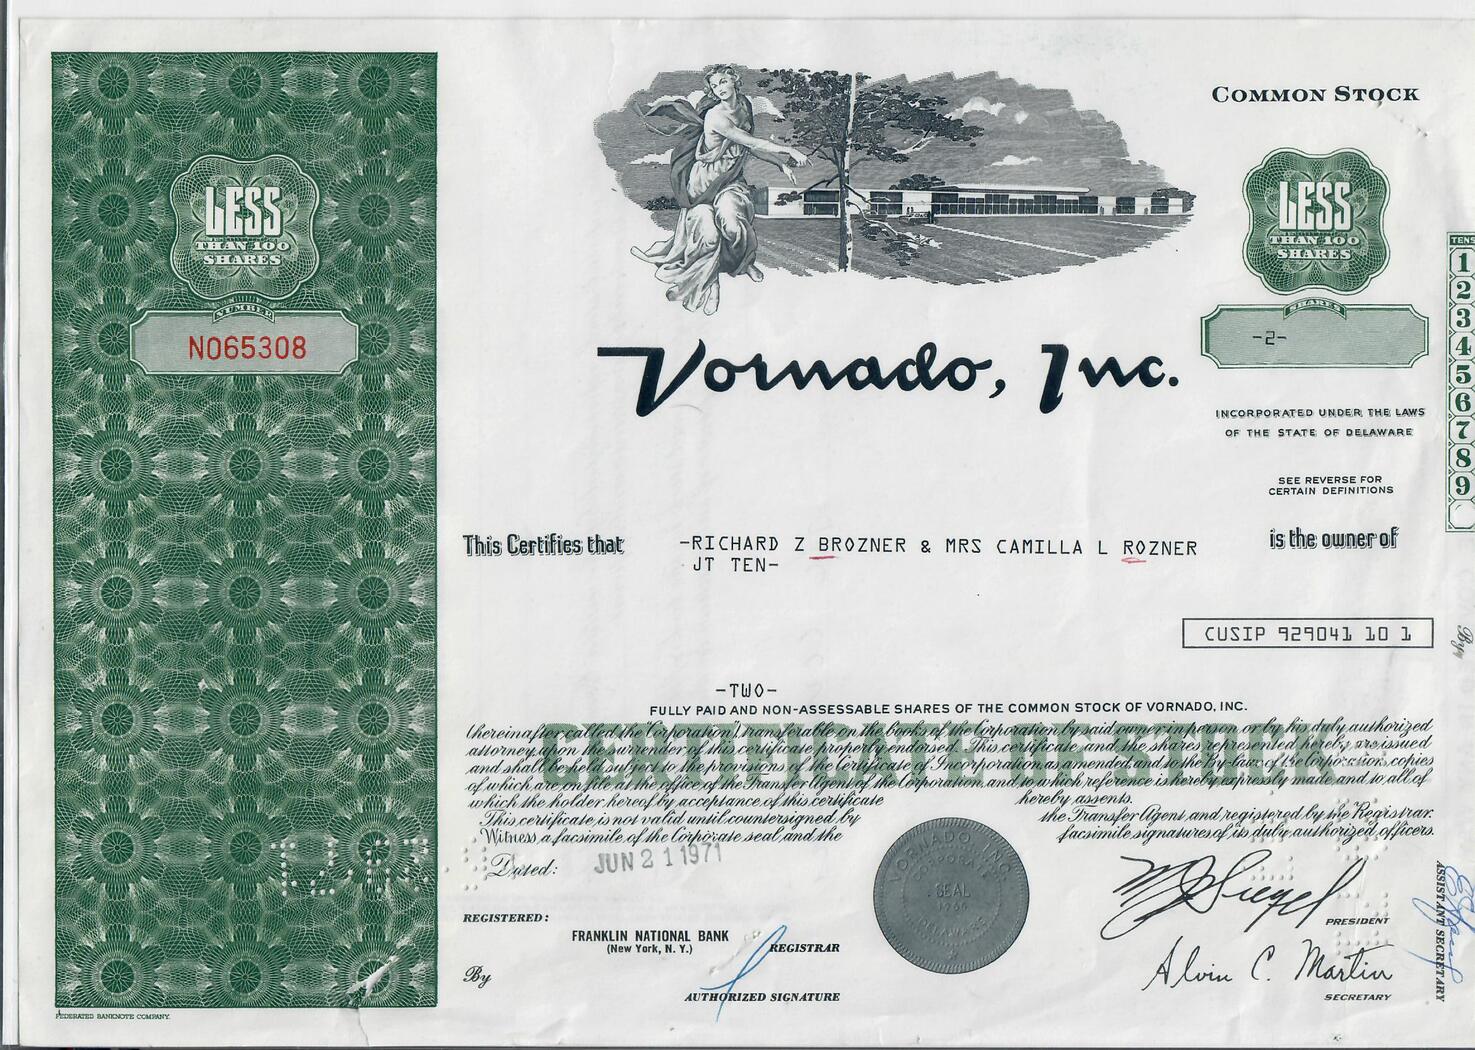 COMMON STOCK
LESS
THAN 100
SHARES
NUMBER
N065308
LESS
THAN 100
SHARES
SHARES
-2-
TENS
1
2
3
4
5
6
7
8
9
Vornado, Inc.
INCORPORATED UNDER THE LAWS
OF THE STATE OF DELAWARE
SEE REVERSE FOR
CERTAIN DEFINITIONS
This Certifies that
-RICHARD Z BROZNER & MRS CAMILLA L ROZNER
JT TEN-
is the owner of
CUSIP 929041 10 1
By
-TWO-
FULLY PAID AND NON-ASSESSABLE SHARES OF THE COMMON STOCK OF VORNADO, INC.
(hereinafter called the "Corporation"), transferable on the books of the Corporation by said owner in person or by his duly authorized
attorney, upon the surrender of this certificate properly endorsed. This certificate and the shares represented hereby are issued
and shall be held subject to the provisions of the Certificate of Incorporation, as amended, and to the By-laws of the Corporation, copies
of which are on file at the office of the Transfer Agent of the Corporation, and to which reference is hereby expressly made and to all of
which the holder hereof by acceptance of this certificate hereby assents.
This certificate is not valid until countersigned by the Transfer Agent and registered by the Registrar.
Witness a facsimile of the Corporate seal and the facsimile signatures of its duly authorized officers.
Dated: JUN 21 1971
VORNADO, INC.
CORPORATE
SEAL
DELAWARE
REGISTERED:
FRANKLIN NATIONAL BANK
(New York, N. Y.)
REGISTRAR
By
AUTHORIZED SIGNATURE
PRESIDENT
Alvin C. Martin
SECRETARY
ASSISTANT SECRETARY
FEDERATED BANKNOTE COMPANY.